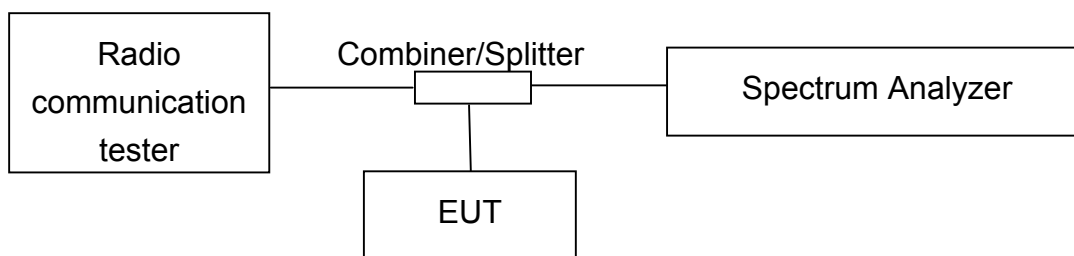 Radio
communication
tester
Combiner/Splitter
Spectrum Analyzer
EUT